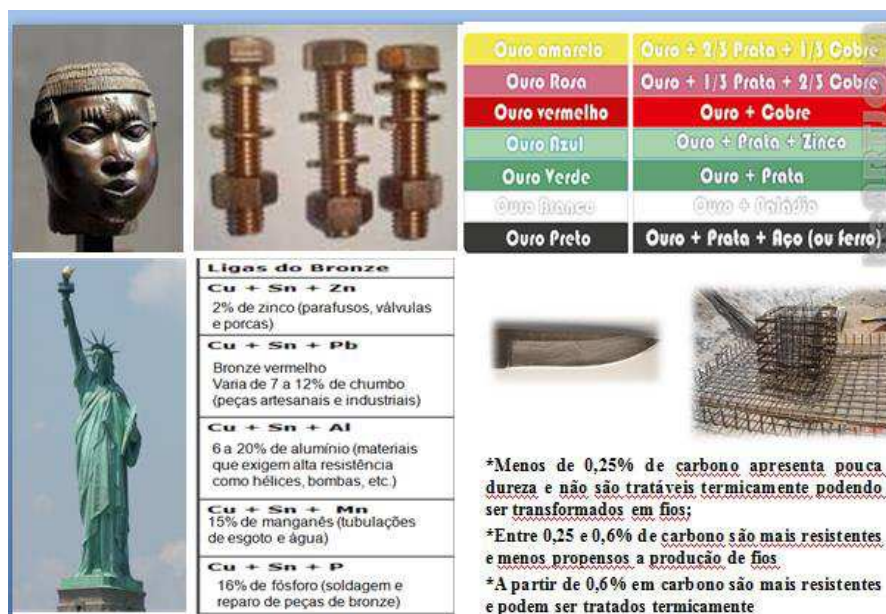 Ouro amarelo Ouro + 2/3 Prata + 1/3 Cobre
Ouro Rosa Ouro + 1/3 Prata + 2/3 Cobre
Ouro vermelho Ouro + Cobre
Ouro Azul Ouro + Prata + Zinco
Ouro Verde Ouro + Prata
Ouro Branco Ouro + Paládio
Ouro Preto Ouro + Prata + Aço (ou ferro)
Ligas do Bronze
Cu + Sn + Zn
2% de zinco (parafusos, válvulas
e porcas)
Cu + Sn + Pb
Bronze vermelho
Varia de 7 a 12% de chumbo
(peças artesanais e industriais)
Cu + Sn + Al
6 a 20% de alumínio (materiais
que exigem alta resistência
como hélices, bombas, etc.)
Cu + Sn + Mn
15% de manganês (tubulações
de esgoto e água)
Cu + Sn + P
16% de fósforo (soldagem e
reparo de peças de bronze)
*Menos de 0,25% de carbono apresenta pouca
dureza e não são tratáveis termicamente podendo
ser transformados em fios;
*Entre 0,25 e 0,6% de carbono são mais resistentes
e menos propensos a produção de fios
*A partir de 0,6% em carbono são mais resistentes
e podem ser tratados termicamente